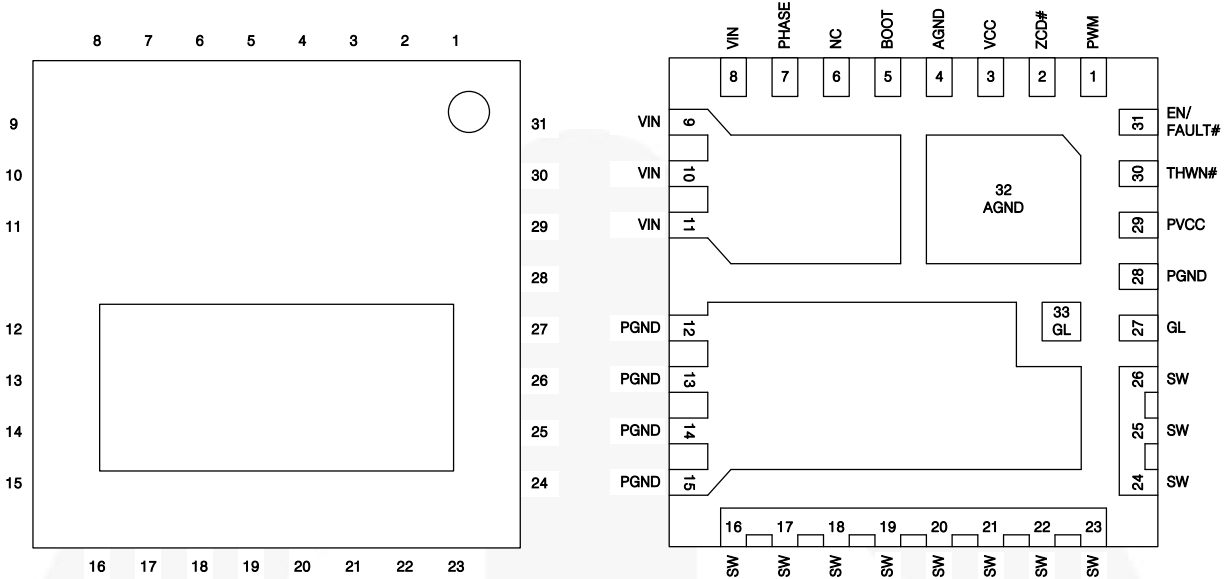 8 7 6 5 4 3 2 1
9
10
11
12
13
14
15
31
30
29
28
27
26
25
24
16 17 18 19 20 21 22 23
VIN PHASE NC BOOT AGND VCC ZCD# PWM
8 7 6 5 4 3 2 1
VIN 9
VIN 10
VIN 11
PGND 12
PGND 13
PGND 14
PGND 15
32
AGND
33
GL
31 EN/
FAULT#
30 THWN#
29 PVCC
28 PGND
27 GL
26 SW
25 SW
24 SW
16 17 18 19 20 21 22 23
SW SW SW SW SW SW SW SW